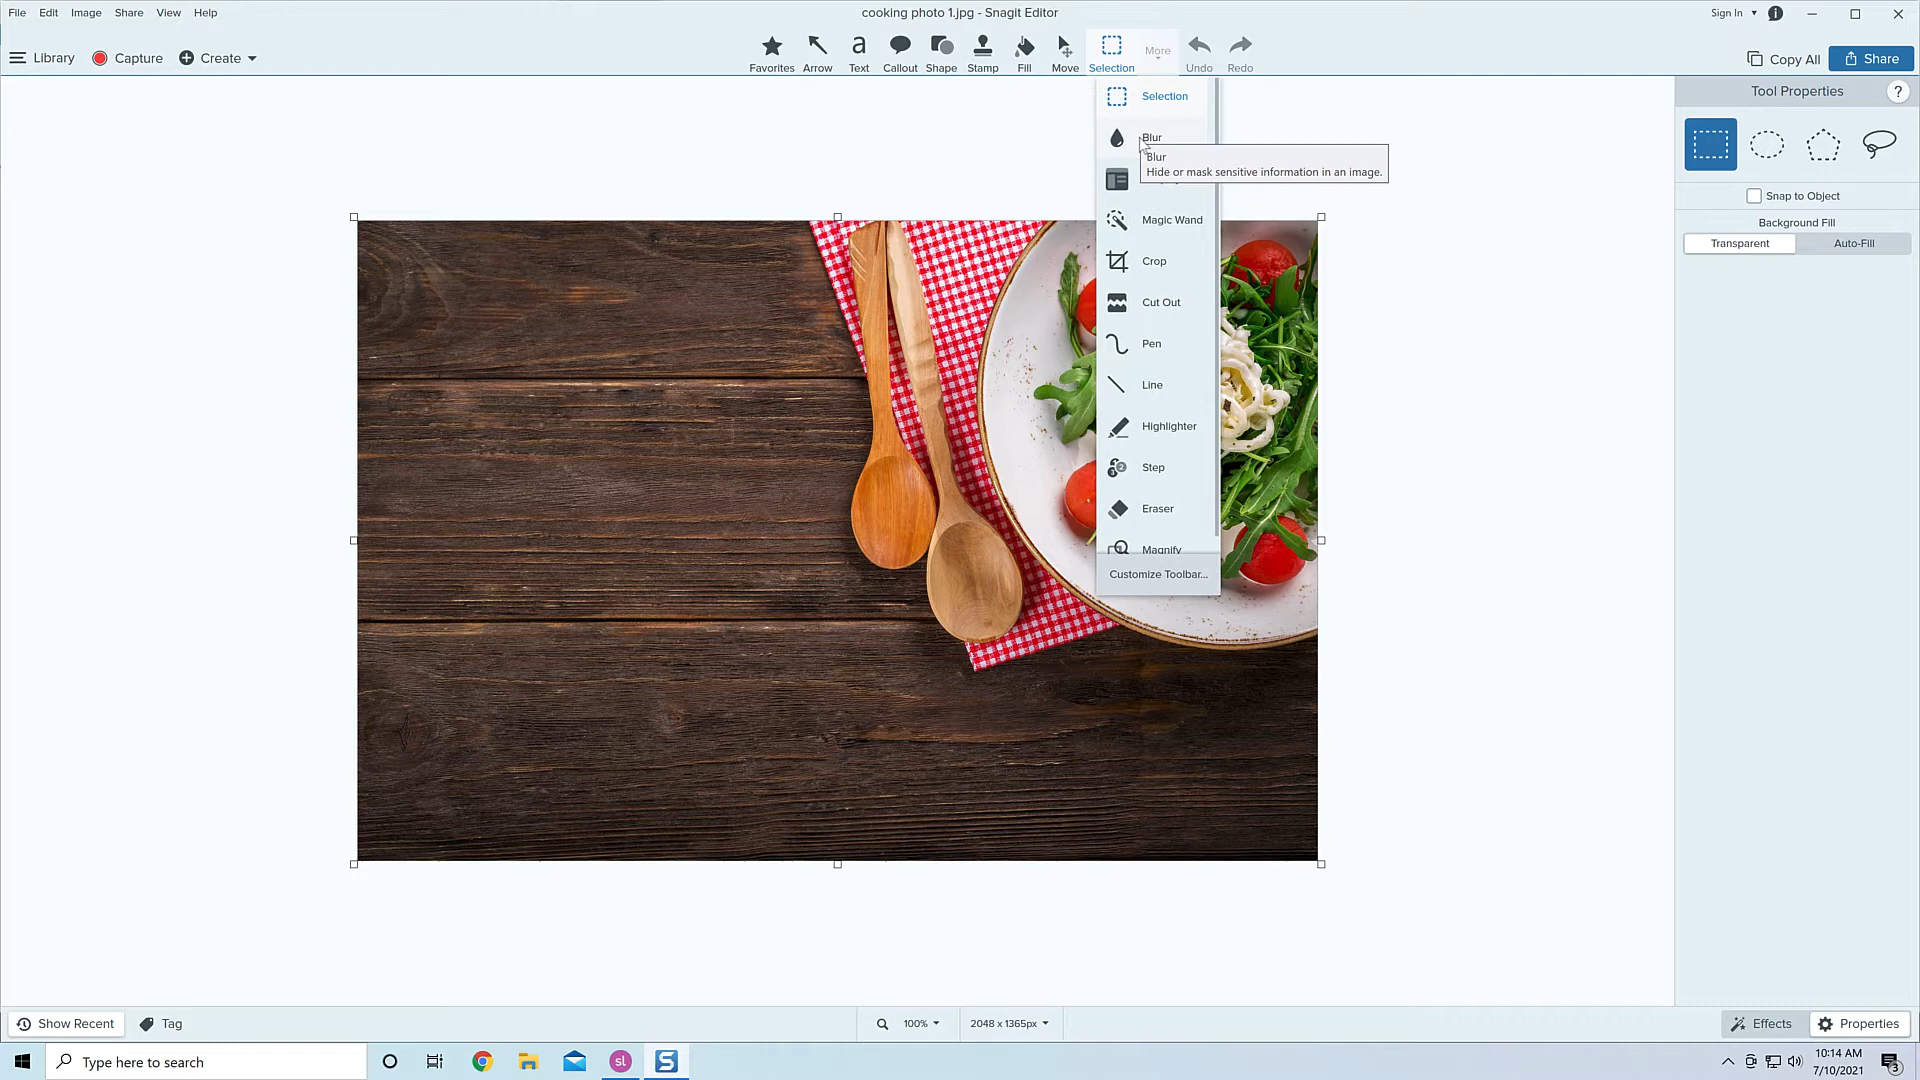 File Edit Image Share View Help
cooking photo 1.jpg - Snagit Editor
Sign In
Library Capture Create
Favorites Arrow Text Callout Shape Stamp Fill Move Selection More Undo Redo
Copy All Share
Tool Properties ?
Selection
Blur
Blur
Hide or mask sensitive information in an image.
Magic Wand
Crop
Cut Out
Pen
Line
Highlighter
Step
Eraser
Magnify
Customize Toolbar...
Snap to Object
Background Fill
Transparent Auto-Fill
Show Recent Tag
100%
2048 x 1365px
Effects Properties
Type here to search
sl
S
10:14 AM
7/10/2021
3